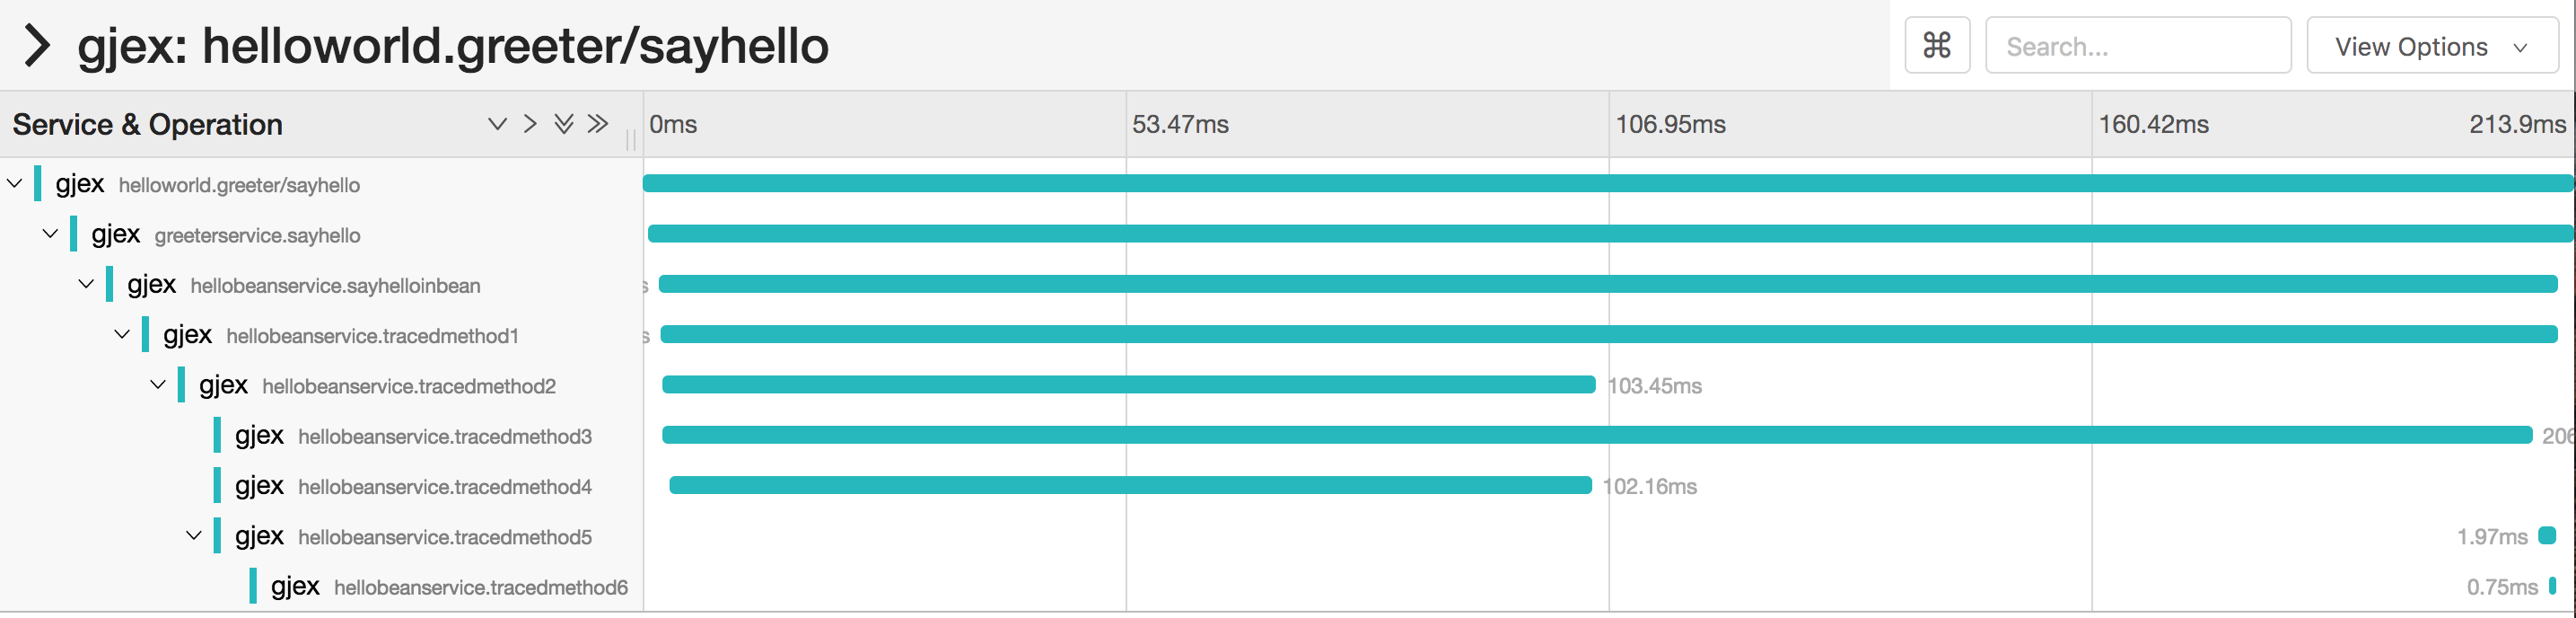 gjex: helloworld.greeter/sayhello
⌘ Search... View Options
Service & Operation 0ms 53.47ms 106.95ms 160.42ms 213.9ms
gjex helloworld.greeter/sayhello
gjex greeterservice.sayhello
gjex hellobeanservice.sayhelloinbean
gjex hellobeanservice.tracedmethod1
gjex hellobeanservice.tracedmethod2 103.45ms
gjex hellobeanservice.tracedmethod3 206
gjex hellobeanservice.tracedmethod4 102.16ms
gjex hellobeanservice.tracedmethod5 1.97ms
gjex hellobeanservice.tracedmethod6 0.75ms